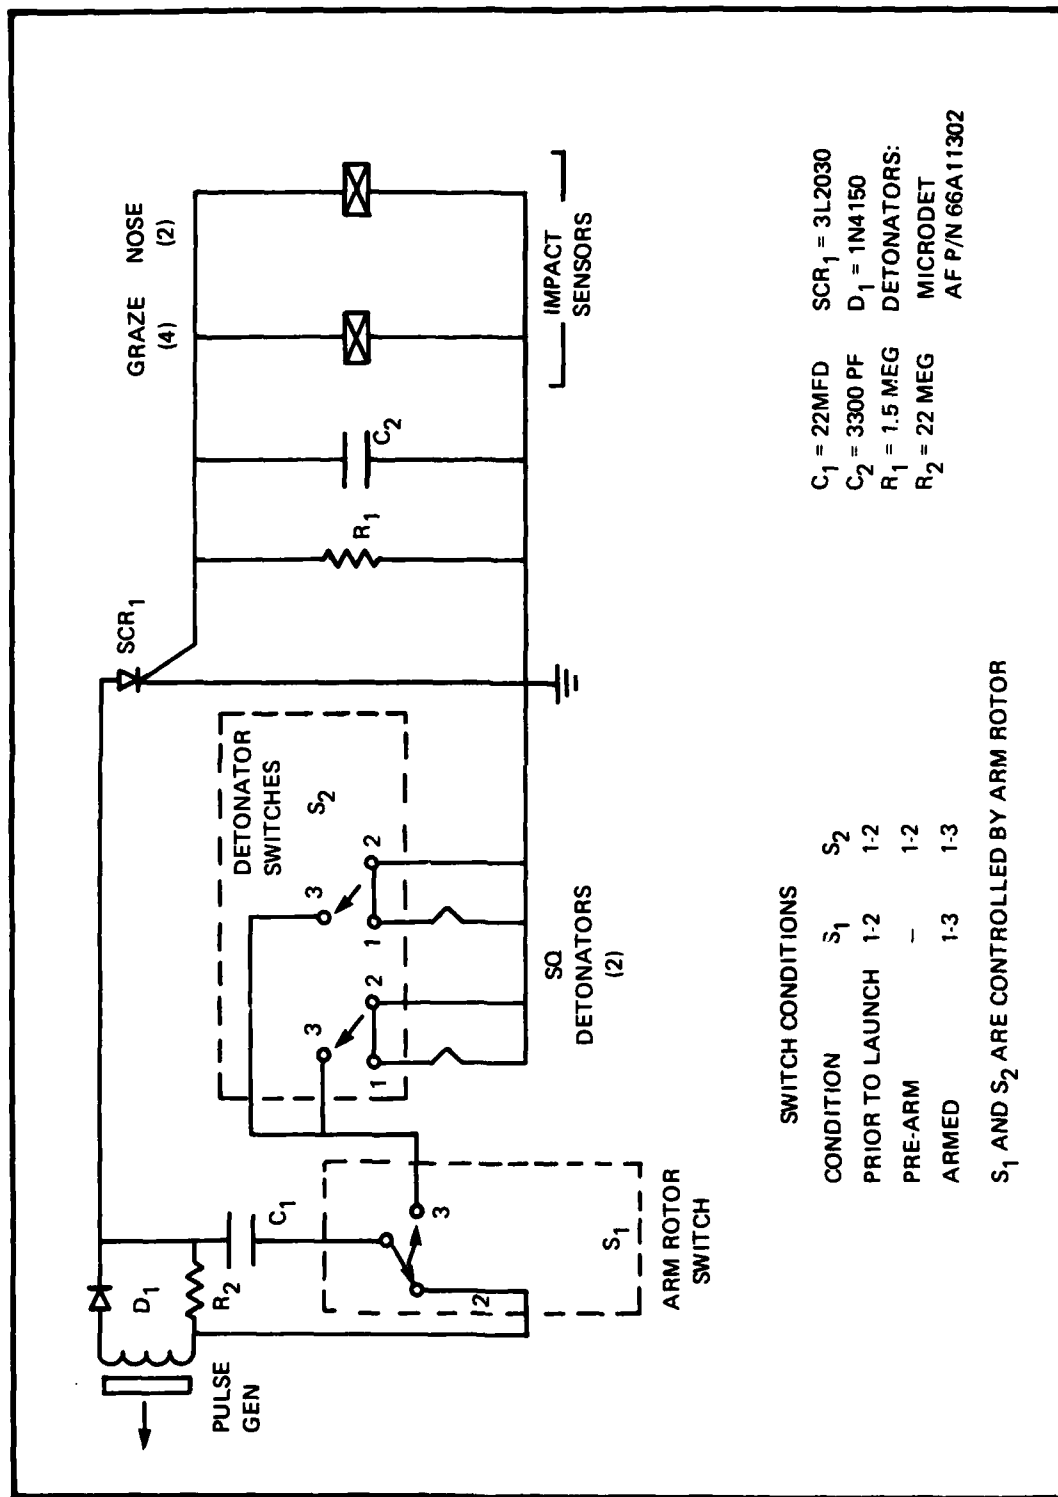 PULSE
GEN
D1
R2
C1
S1
2
3
ARM ROTOR
SWITCH
DETONATOR
SWITCHES
S2
3
1
2
3
1
2
SQ
DETONATORS
(2)
SCR1
R1
C2
GRAZE
(4)
NOSE
(2)
IMPACT
SENSORS
SWITCH CONDITIONS
CONDITION S1 S2
PRIOR TO LAUNCH 1-2 1-2
PRE-ARM – 1-2
ARMED 1-3 1-3
S1 AND S2 ARE CONTROLLED BY ARM ROTOR
C1 = 22MFD SCR1 = 3L2030
C2 = 3300 PF D1 = 1N4150
R1 = 1.5 MEG DETONATORS:
R2 = 22 MEG MICRODET
AF P/N 66A11302